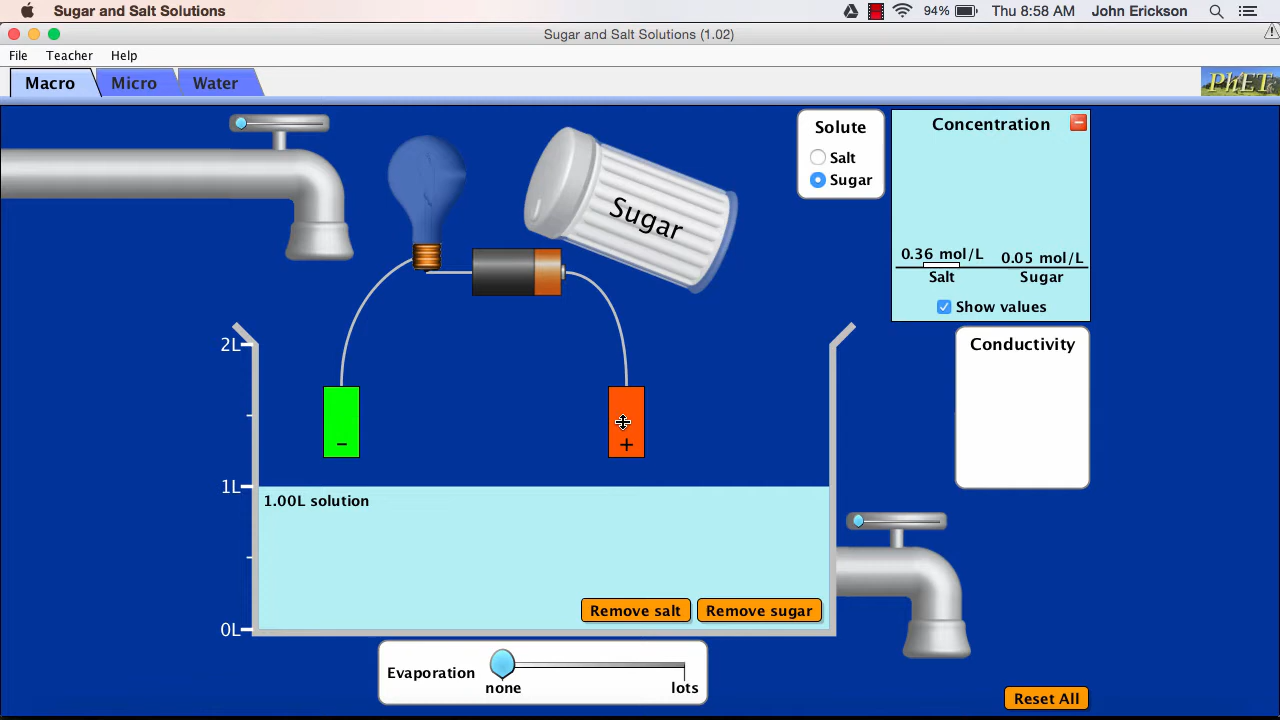 Sugar and Salt Solutions
94%
Thu 8:58 AM
John Erickson
Sugar and Salt Solutions (1.02)
File
Teacher
Help
Macro
Micro
Water
PhET
Solute
Salt
Sugar
Concentration
0.36 mol/L
0.05 mol/L
Salt
Sugar
Show values
Sugar
Conductivity
2L
−
+
1L
1.00L solution
Remove salt
Remove sugar
0L
Evaporation
none
lots
Reset All